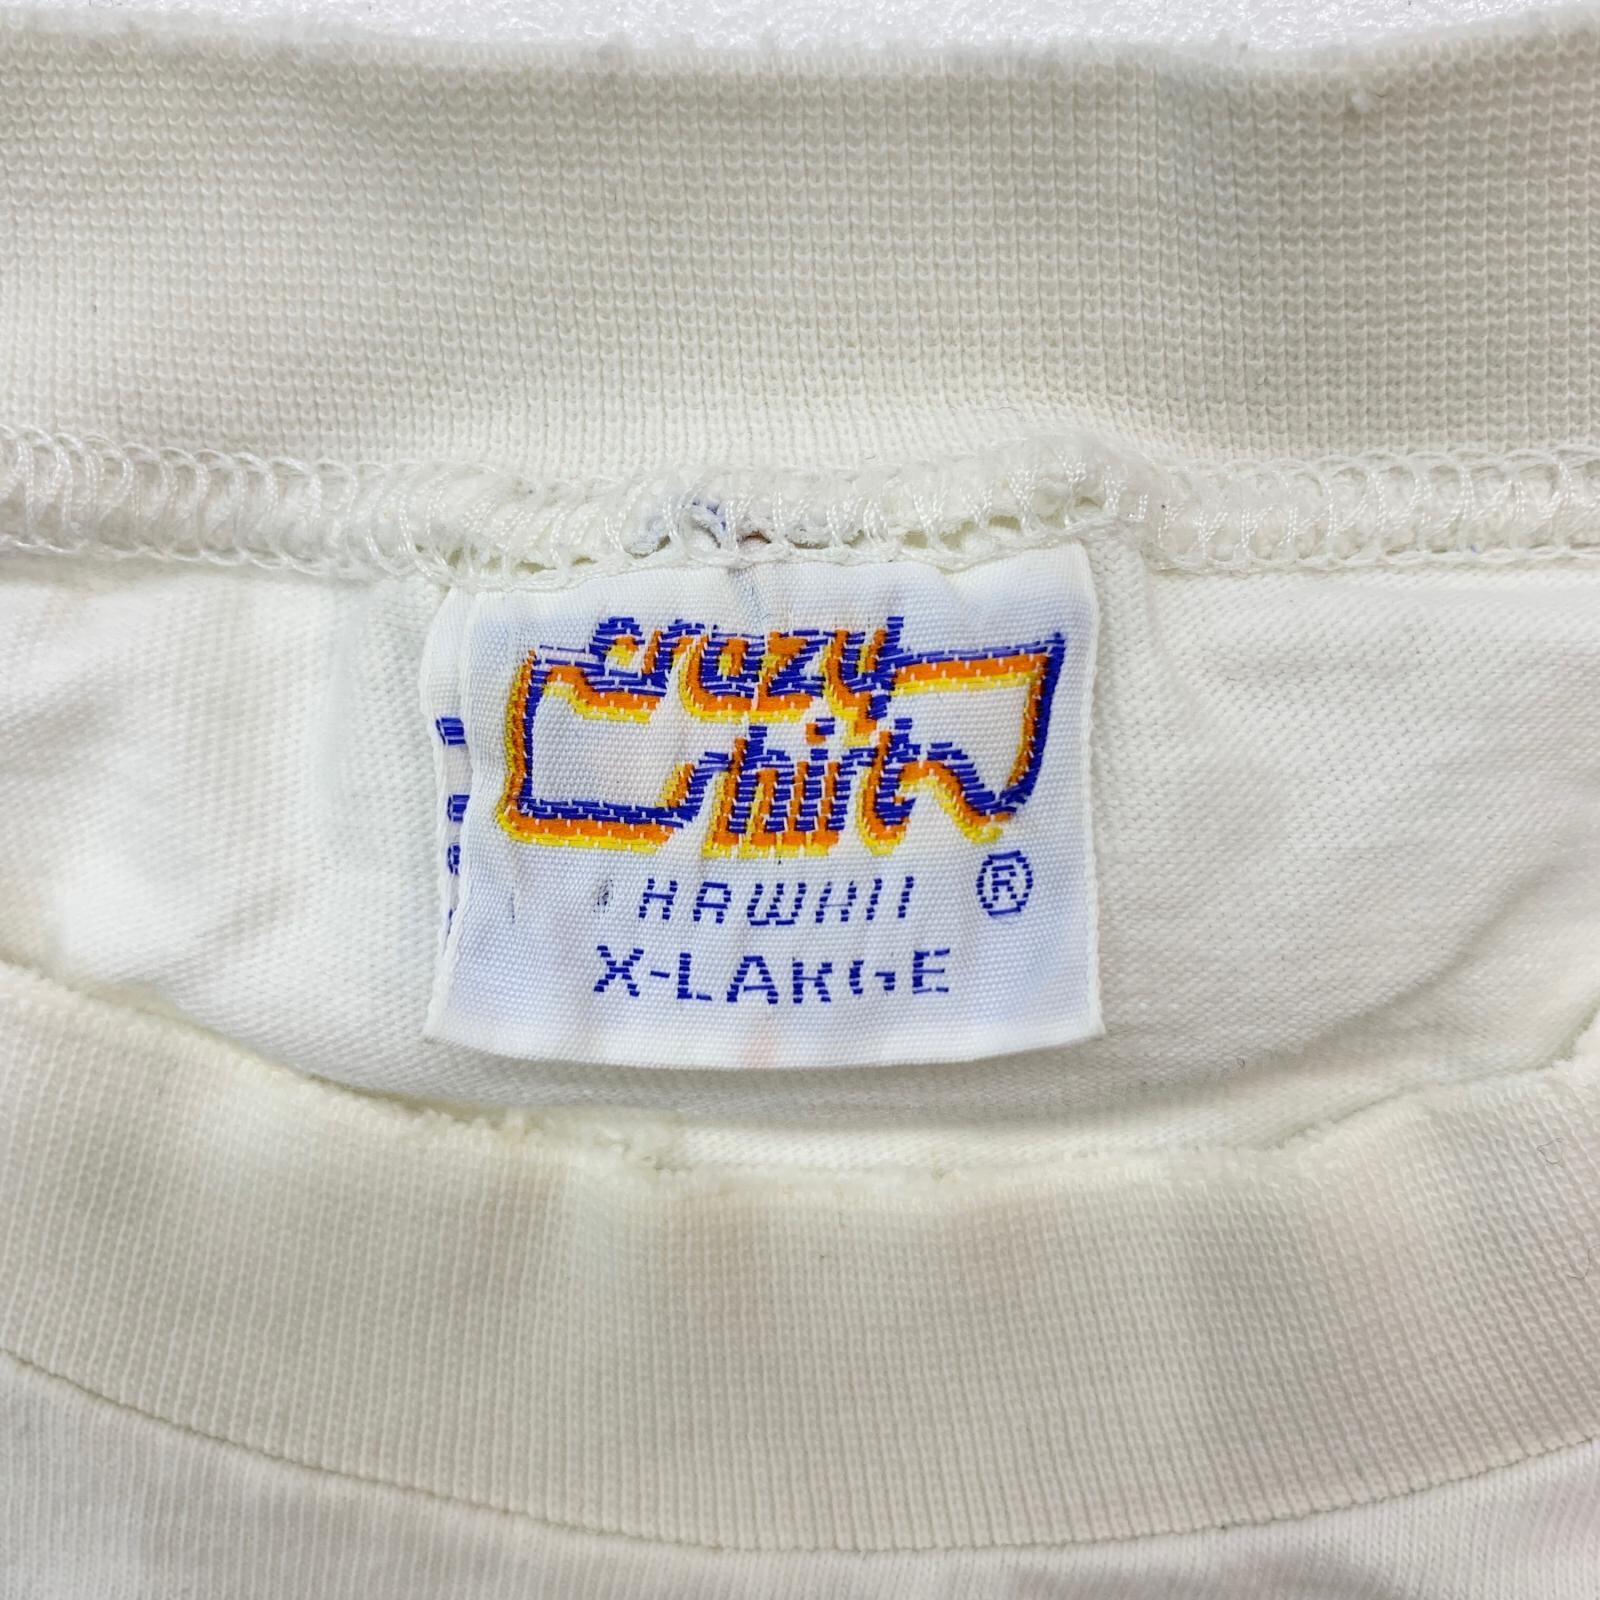 crazy
shirts
HAWAII ®
X-LARGE